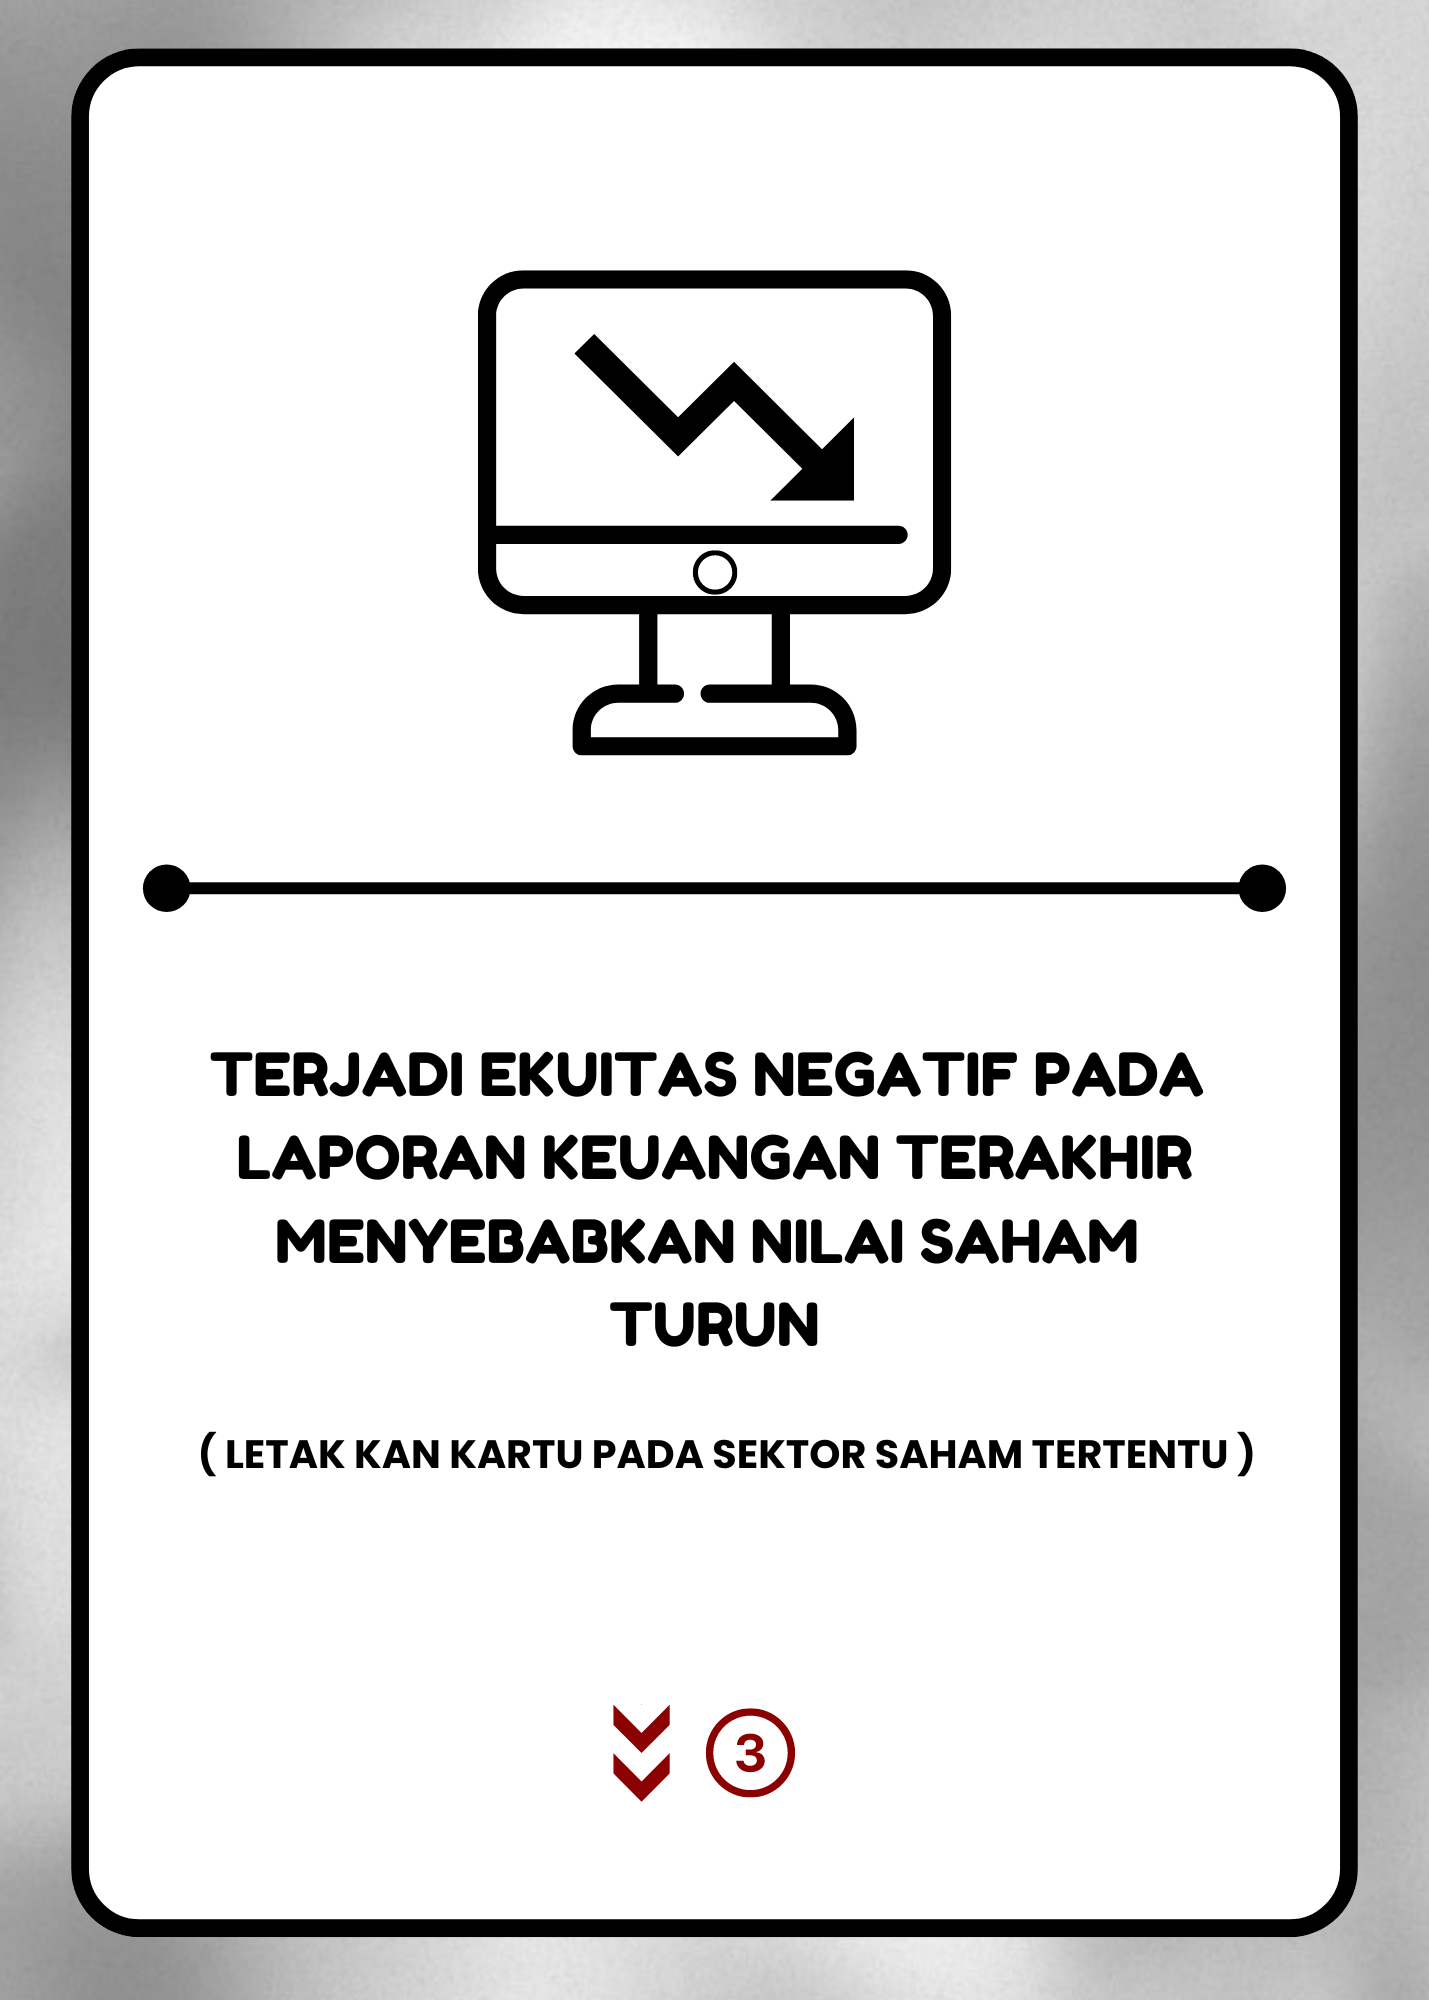 TERJADI EKUITAS NEGATIF PADA
LAPORAN KEUANGAN TERAKHIR
MENYEBABKAN NILAI SAHAM
TURUN
( LETAK KAN KARTU PADA SEKTOR SAHAM TERTENTU )
3